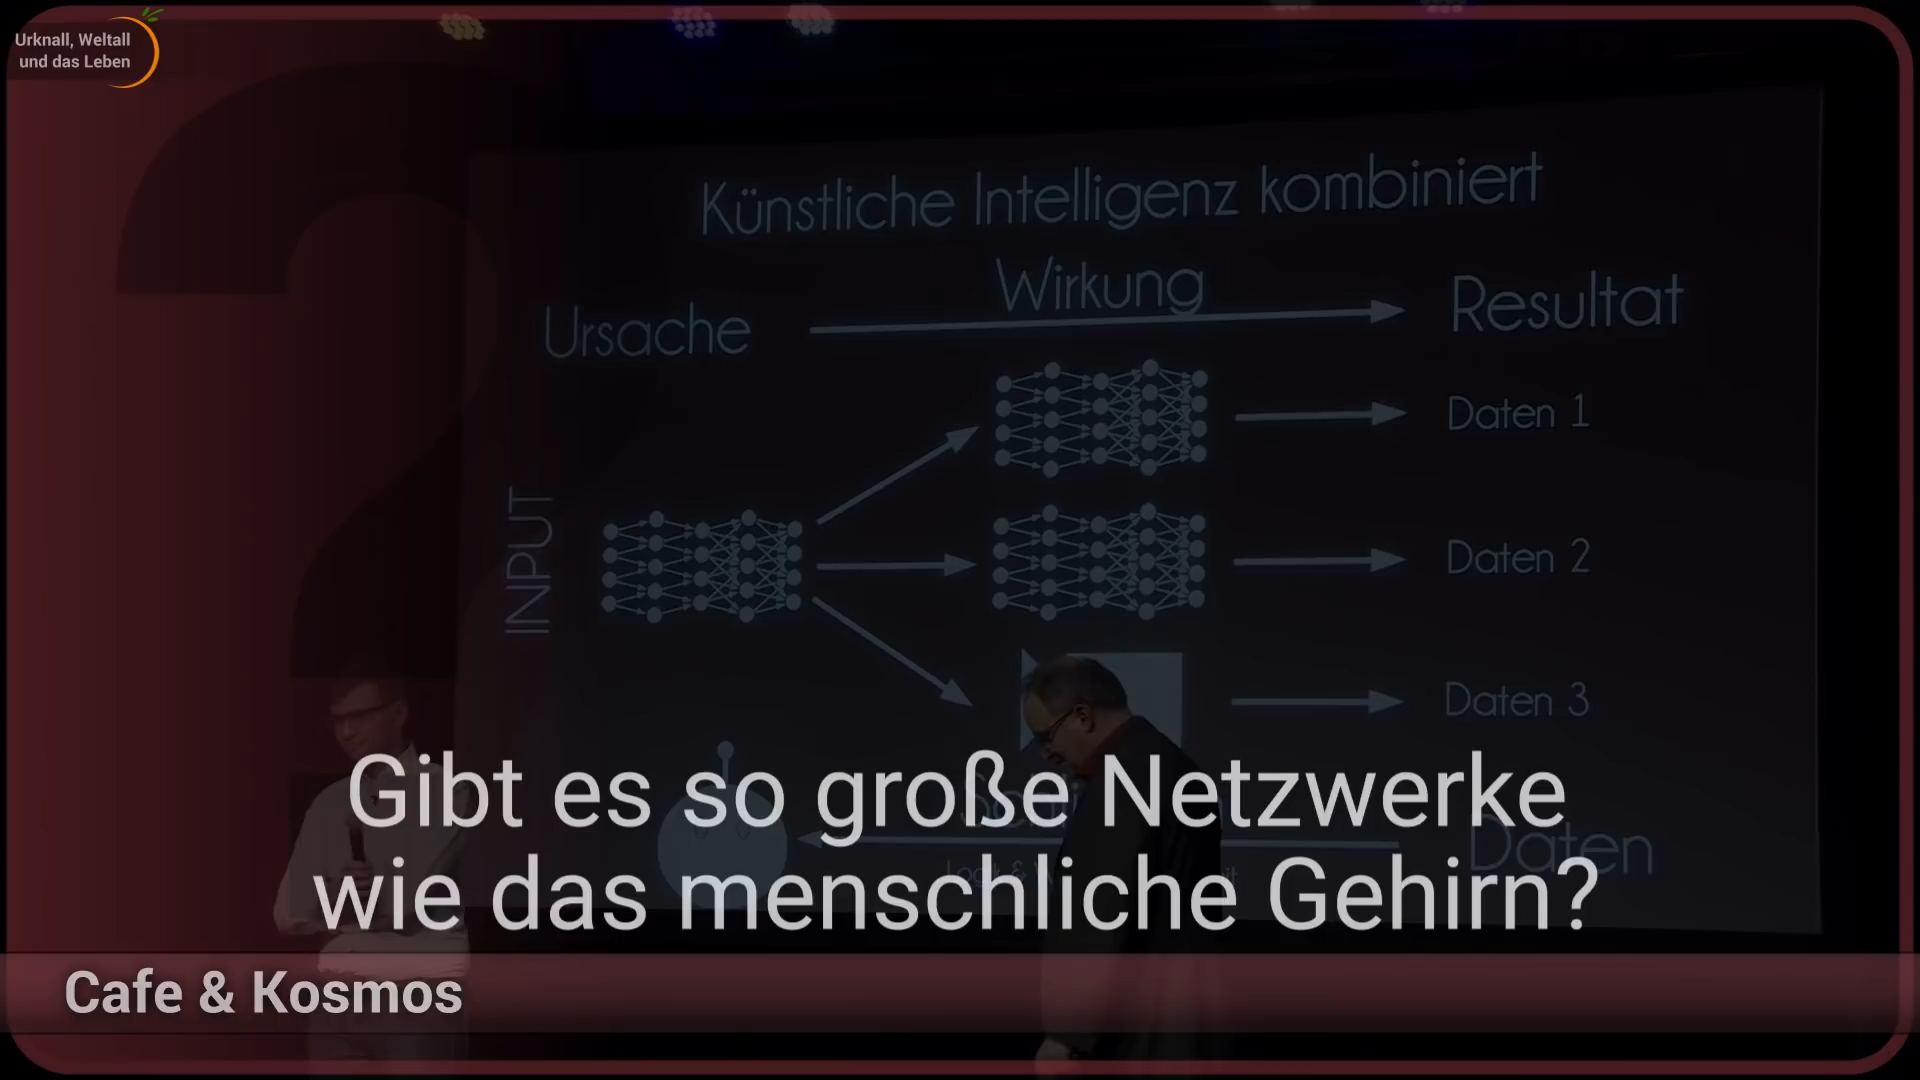 Urknall, Weltall
und das Leben
Künstliche Intelligenz kombiniert
Ursache
Wirkung
Resultat
INPUT
Daten 1
Daten 2
Daten 3
Daten
Gibt es so große Netzwerke
wie das menschliche Gehirn?
Cafe & Kosmos